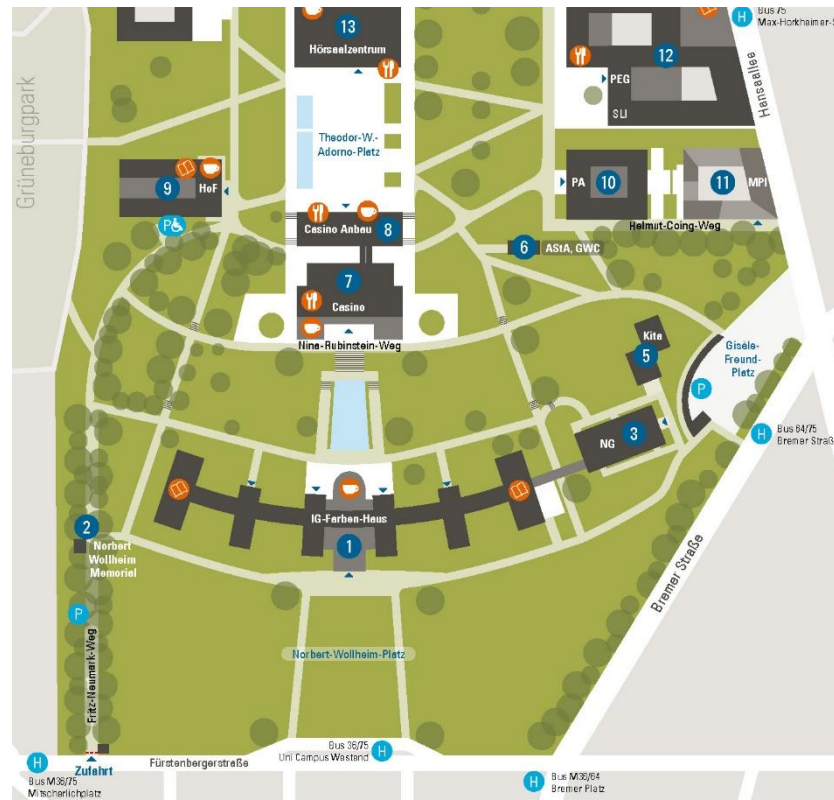 Bus 75
Max-Horkheimer-S
13
Hörsaalzentrum
12
PEG
SLI
Hansaallee
Grüneburgpark
Theodor-W.-
Adorno-Platz
9
HoF
P
PA
10
11
MPI
Helmut-Coing-Weg
Casino Anbau
8
6
AStA, GWC
7
Casino
Nina-Rubinstein-Weg
Kita
5
Gisèle-
Freund-
Platz
P
H
H
Bus 64/75
Bremer Straß
NG
3
IG-Farben-Haus
1
2
Norbert
Wollheim
Memorial
P
Fritz-Neumark-Weg
Bremer Straße
Norbert-Wollheim-Platz
Bus 36/75
Uni Campus Westend
H
Zufahrt
Fürstenbergerstraße
H
Bus M36/75
Mitscherlichplatz
H
Bus M36/64
Bremer Platz